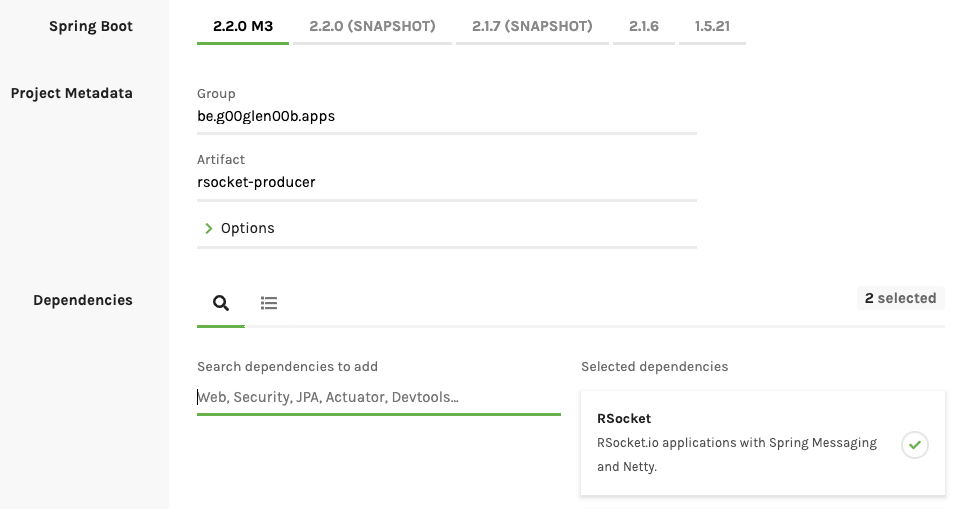 Spring Boot
2.2.0 M3 2.2.0 (SNAPSHOT) 2.1.7 (SNAPSHOT) 2.1.6 1.5.21
Project Metadata
Group
be.g00glen00b.apps
Artifact
rsocket-producer
Options
Dependencies
2 selected
Search dependencies to add
Web, Security, JPA, Actuator, Devtools...
Selected dependencies
RSocket
RSocket.io applications with Spring Messaging
and Netty.